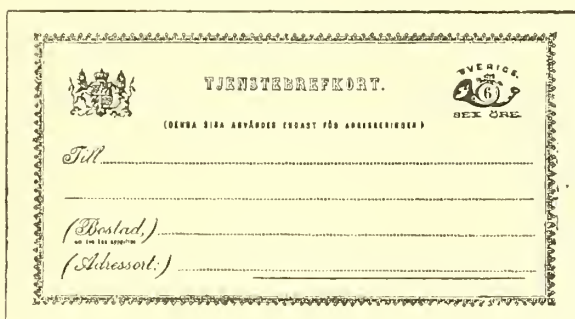 TJENSTEBREFKORT.
SVERIGE.
6
SEX ÖRE.
(DENNA SIDA ANVÄNDES ENDAST FÖR ADRESSERINGEN)
Till
(Bostad,)
(Adressort:)